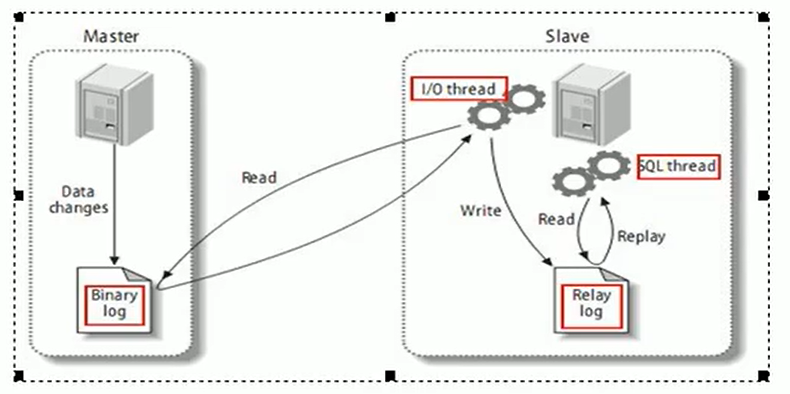 Master
Slave
I/O thread
SQL thread
Data
changes
Read
Write
Read
Replay
Binary
log
Relay
log